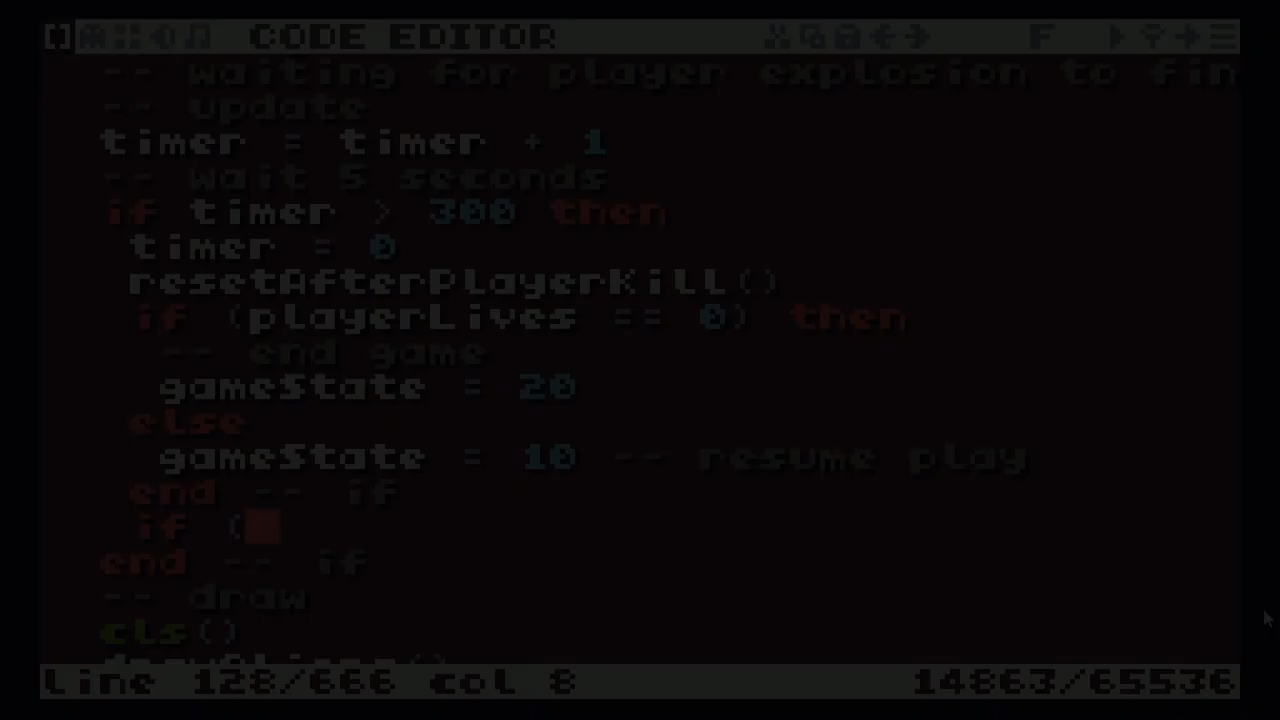 CODE EDITOR F
-- waiting for player explosion to fin
-- update
timer = timer + 1
-- wait 5 seconds
if timer > 300 then
timer = 0
resetAfterPlayerKill()
if (playerLives == 0) then
-- end game
gameState = 20
else
gameState = 10 -- resume play
end -- if
if (
end -- if
-- draw
cls()
line 128/666 col 8 14863/65536